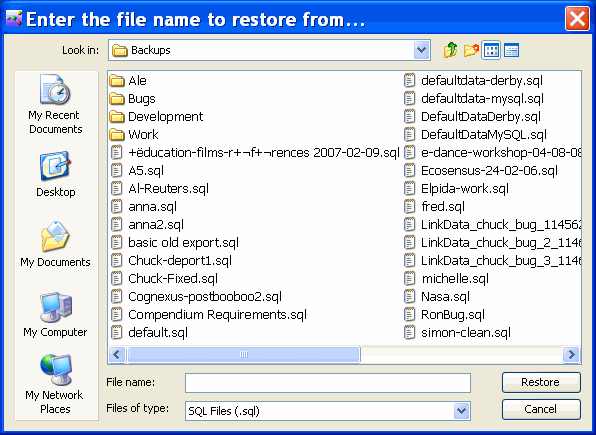 Enter the file name to restore from...
Look in: Backups
My Recent Documents
Desktop
My Documents
My Computer
My Network Places
Ale
Bugs
Development
Work
+ëducation-films-r+¬f+¬rences 2007-02-09.sql
A5.sql
Al-Reuters.sql
anna.sql
anna2.sql
basic old export.sql
Chuck-deport1.sql
Chuck-Fixed.sql
Cognexus-postbooboo2.sql
Compendium Requirements.sql
default.sql
defaultdata-derby.sql
defaultdata-mysql.sql
DefaultDataDerby.sql
DefaultDataMySQL.sql
e-dance-workshop-04-08-08
Ecosensus-24-02-06.sql
Elpida-work.sql
fred.sql
LinkData_chuck_bug_114562
LinkData_chuck_bug_2_1146
LinkData_chuck_bug_3_1146
michelle.sql
Nasa.sql
RonBug.sql
simon-clean.sql
File name:
Restore
Files of type: SQL Files (.sql)
Cancel